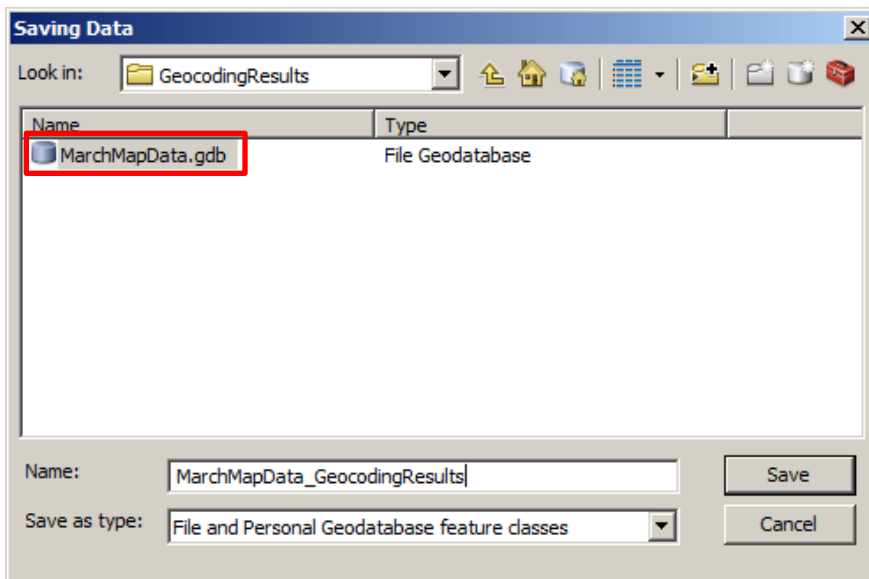 Saving Data
Look in: GeocodingResults
Name Type
MarchMapData.gdb File Geodatabase
Name: MarchMapData_GeocodingResults Save
Save as type: File and Personal Geodatabase feature classes Cancel